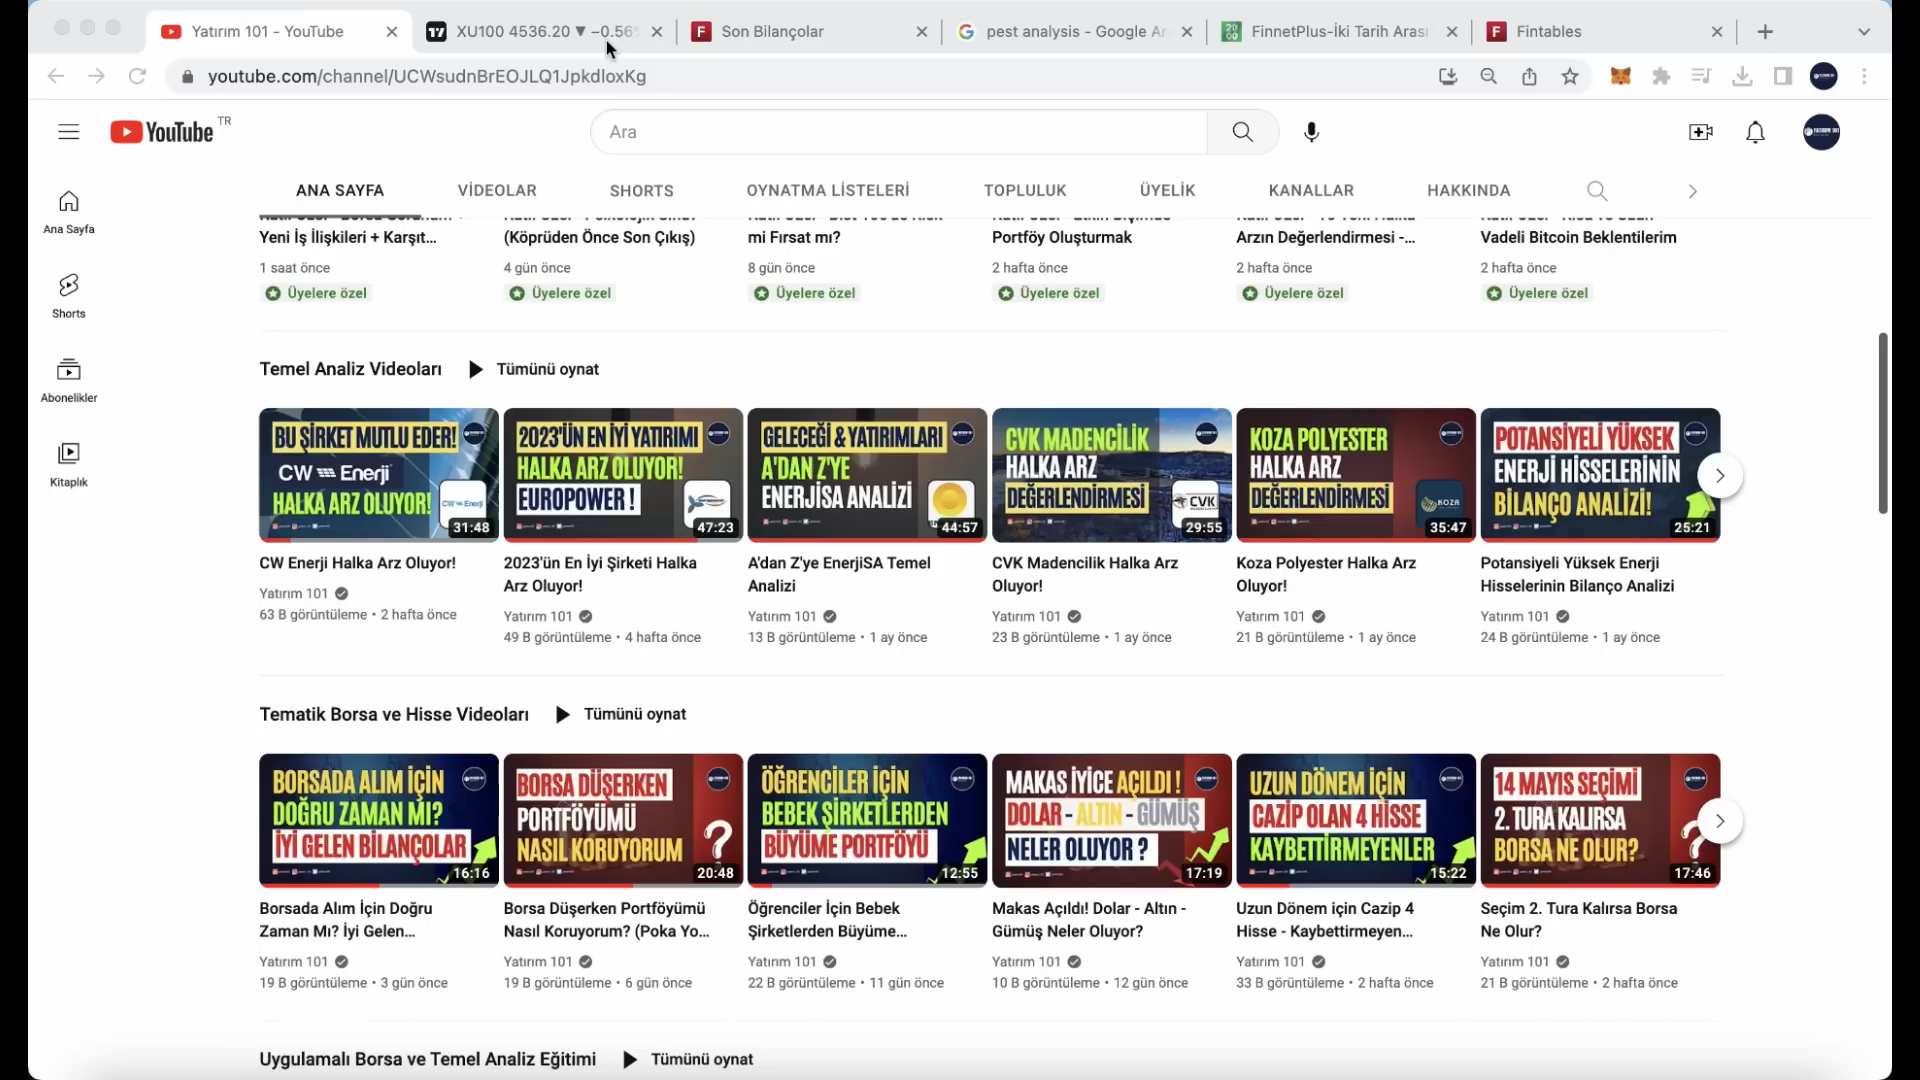 Yatırım 101 - YouTube
XU100 4536.20 ▼ −0.56%
Son Bilançolar
pest analysis - Google Ar
FinnetPlus-İki Tarih Arası
Fintables
youtube.com/channel/UCWsudnBrEOJLQ1JpkdloxKg
YouTube TR
Ara
ANA SAYFA
VİDEOLAR
SHORTS
OYNATMA LİSTELERİ
TOPLULUK
ÜYELİK
KANALLAR
HAKKINDA
Ana Sayfa
Shorts
Abonelikler
Kitaplık
Yeni İş İlişkileri + Karşıt...
1 saat önce
Üyelere özel
(Köprüden Önce Son Çıkış)
4 gün önce
Üyelere özel
mi Fırsat mı?
8 gün önce
Üyelere özel
Portföy Oluşturmak
2 hafta önce
Üyelere özel
Arzın Değerlendirmesi -...
2 hafta önce
Üyelere özel
Vadeli Bitcoin Beklentilerim
2 hafta önce
Üyelere özel
Temel Analiz Videoları
Tümünü oynat
BU ŞİRKET MUTLU EDER!
CW Enerji
HALKA ARZ OLUYOR!
CW Enerji
31:48
CW Enerji Halka Arz Oluyor!
Yatırım 101
63 B görüntüleme • 2 hafta önce
2023'ÜN EN İYİ YATIRIMI
HALKA ARZ OLUYOR!
EUROPOWER !
47:23
2023'ün En İyi Şirketi Halka
Arz Oluyor!
Yatırım 101
49 B görüntüleme • 4 hafta önce
GELECEĞİ & YATIRIMLARI
A'DAN Z'YE
ENERJİSA ANALİZİ
44:57
A'dan Z'ye EnerjiSA Temel
Analizi
Yatırım 101
13 B görüntüleme • 1 ay önce
CVK MADENCİLİK
HALKA ARZ
DEĞERLENDİRMESİ
CVK
29:55
CVK Madencilik Halka Arz
Oluyor!
Yatırım 101
23 B görüntüleme • 1 ay önce
KOZA POLYESTER
HALKA ARZ
DEĞERLENDİRMESİ
KOZA
35:47
Koza Polyester Halka Arz
Oluyor!
Yatırım 101
21 B görüntüleme • 1 ay önce
POTANSİYELİ YÜKSEK
ENERJİ HİSSELERİNİN
BİLANÇO ANALİZİ!
25:21
Potansiyeli Yüksek Enerji
Hisselerinin Bilanço Analizi
Yatırım 101
24 B görüntüleme • 1 ay önce
Tematik Borsa ve Hisse Videoları
Tümünü oynat
BORSADA ALIM İÇİN
DOĞRU ZAMAN MI?
İYİ GELEN BİLANÇOLAR
16:16
Borsada Alım İçin Doğru
Zaman Mı? İyi Gelen...
Yatırım 101
19 B görüntüleme • 3 gün önce
BORSA DÜŞERKEN
PORTFÖYÜMÜ
NASIL KORUYORUM
?
20:48
Borsa Düşerken Portföyümü
Nasıl Koruyorum? (Poka Yo...
Yatırım 101
19 B görüntüleme • 6 gün önce
ÖĞRENCİLER İÇİN
BEBEK ŞİRKETLERDEN
BÜYÜME PORTFÖYÜ
12:55
Öğrenciler İçin Bebek
Şirketlerden Büyüme...
Yatırım 101
22 B görüntüleme • 11 gün önce
MAKAS İYİCE AÇILDI !
DOLAR - ALTIN - GÜMÜŞ
NELER OLUYOR ?
17:19
Makas Açıldı! Dolar - Altın -
Gümüş Neler Oluyor?
Yatırım 101
10 B görüntüleme • 12 gün önce
UZUN DÖNEM İÇİN
CAZİP OLAN 4 HİSSE
KAYBETTİRMEYENLER
15:22
Uzun Dönem için Cazip 4
Hisse - Kaybettirmeyen...
Yatırım 101
33 B görüntüleme • 2 hafta önce
14 MAYIS SEÇİMİ
2. TURA KALIRSA
BORSA NE OLUR?
17:46
Seçim 2. Tura Kalırsa Borsa
Ne Olur?
Yatırım 101
21 B görüntüleme • 2 hafta önce
Uygulamalı Borsa ve Temel Analiz Eğitimi
Tümünü oynat